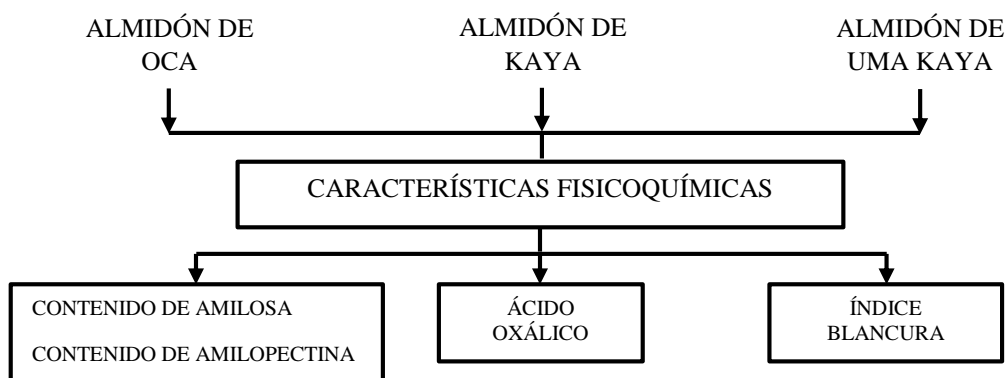 ALMIDÓN DE
OCA
ALMIDÓN DE
KAYA
ALMIDÓN DE
UMA KAYA
CARACTERÍSTICAS FISICOQUÍMICAS
CONTENIDO DE AMILOSA
CONTENIDO DE AMILOPECTINA
ÁCIDO
OXÁLICO
ÍNDICE
BLANCURA